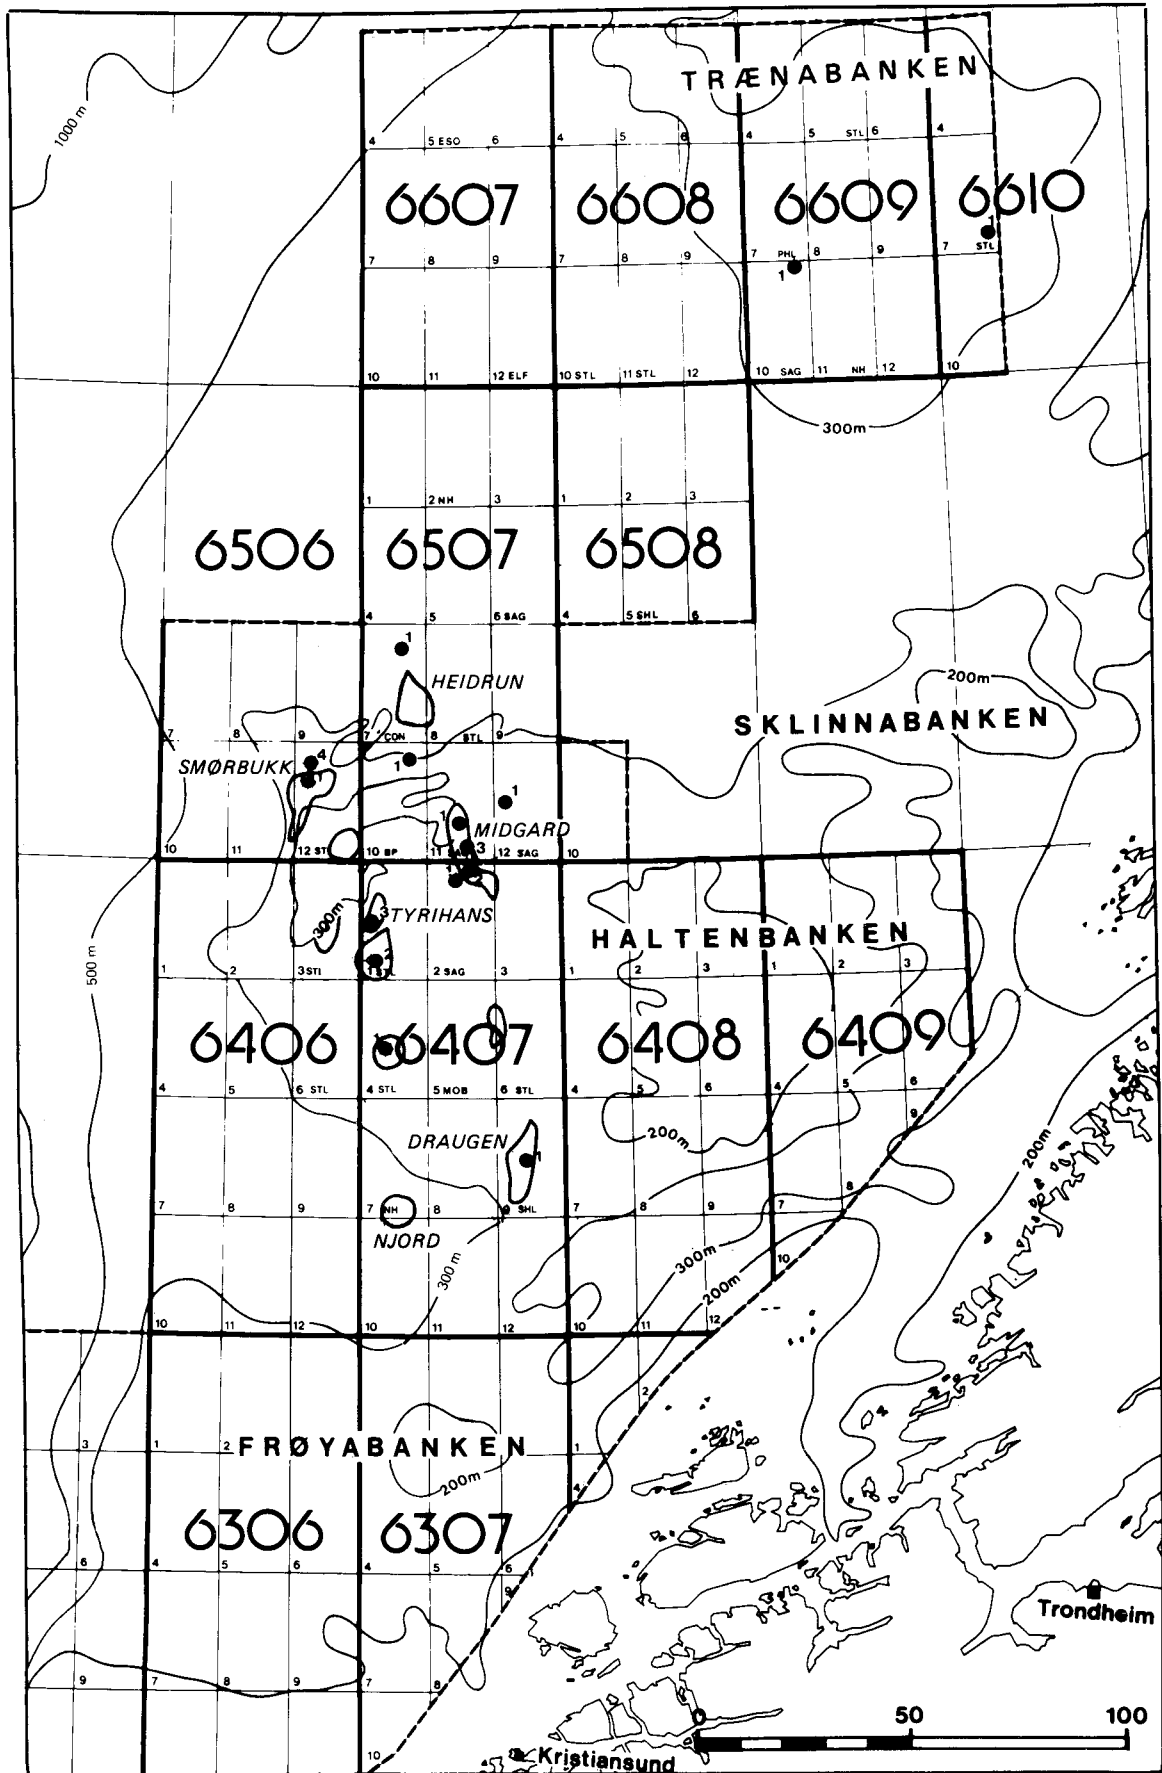 1000 m
TRÆNABANKEN
4 5 ESO 6 4 5 6 4 5 STL 6 4
6607 6608 6609 6610
1
7 8 9 7 8 9 7 PHL 8 9 7 STL
1
10 11 12 ELF 10 STL 11 STL 12 10 SAG 11 NH 12 10
300m
1 2 NH 3 1 2 3
6506 6507 6508
4 5 6 SAG 4 5 SHL 6
1
HEIDRUN
200m
SKLINNABANKEN
7 8 9 7 CON 8 STL 9
4
SMØRBUKK 1 1
1
1 MIDGARD
3
10 11 12 ST 10 BP 11 SA 12 SAG 10
1
300m
3 TYRIHANS
HALTENBANKEN
500 m
2
1 2 3 STI 1 STL 2 SAG 3 1 2 3 1 2 3
6406 6407 6408 6409
4 5 6 STL 4 STL 5 MOB 6 STL 4 5 6 4 5 6
9
200m
DRAUGEN 1
200m
8
7 8 9 7 NH 8 9 SHL 7 8 9 7
NJORD
300m
10
300 m
200m
10 11 12 10 11 12 10 11 12
2
3 1 2 FRØYABANKEN 1
200m
4
6306 6307
6 4 5 6 4 5 6
9
Trondheim
9 7 8 9 7 8
0 50 100
10
Kristiansund